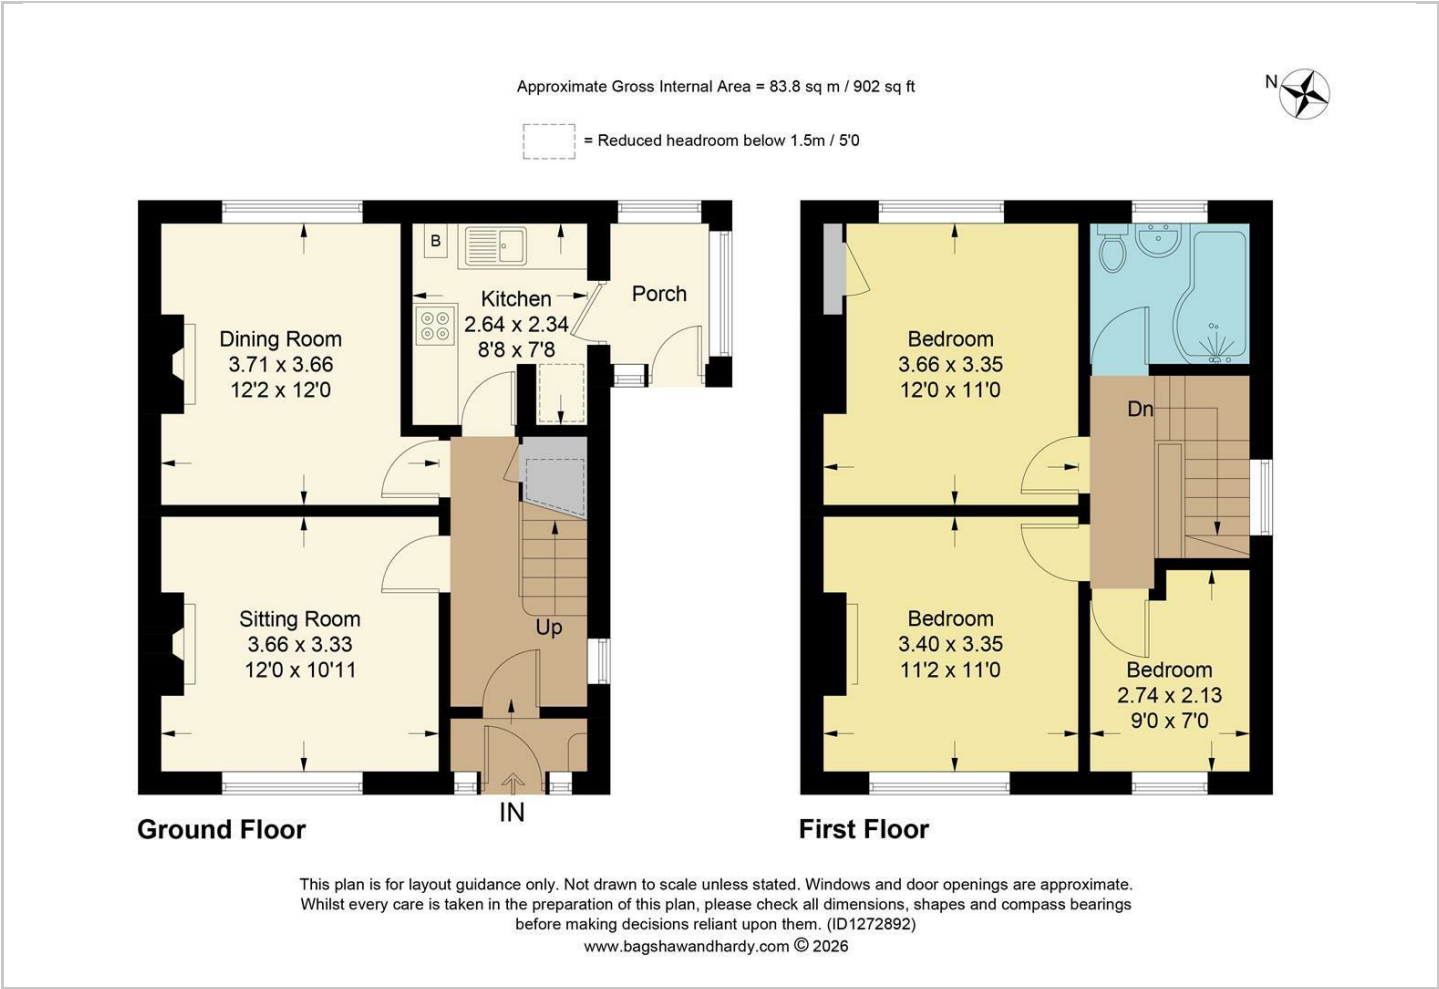 Approximate Gross Internal Area = 83.8 sq m / 902 sq ft
N
= Reduced headroom below 1.5m / 5'0
B
Kitchen
2.64 x 2.34
8'8 x 7'8
Porch
Dining Room
3.71 x 3.66
12'2 x 12'0
Sitting Room
3.66 x 3.33
12'0 x 10'11
Up
IN
Ground Floor
Bedroom
3.66 x 3.35
12'0 x 11'0
Dn
Bedroom
3.40 x 3.35
11'2 x 11'0
Bedroom
2.74 x 2.13
9'0 x 7'0
First Floor
This plan is for layout guidance only. Not drawn to scale unless stated. Windows and door openings are approximate.
Whilst every care is taken in the preparation of this plan, please check all dimensions, shapes and compass bearings
before making decisions reliant upon them. (ID1272892)
www.bagshawandhardy.com © 2026